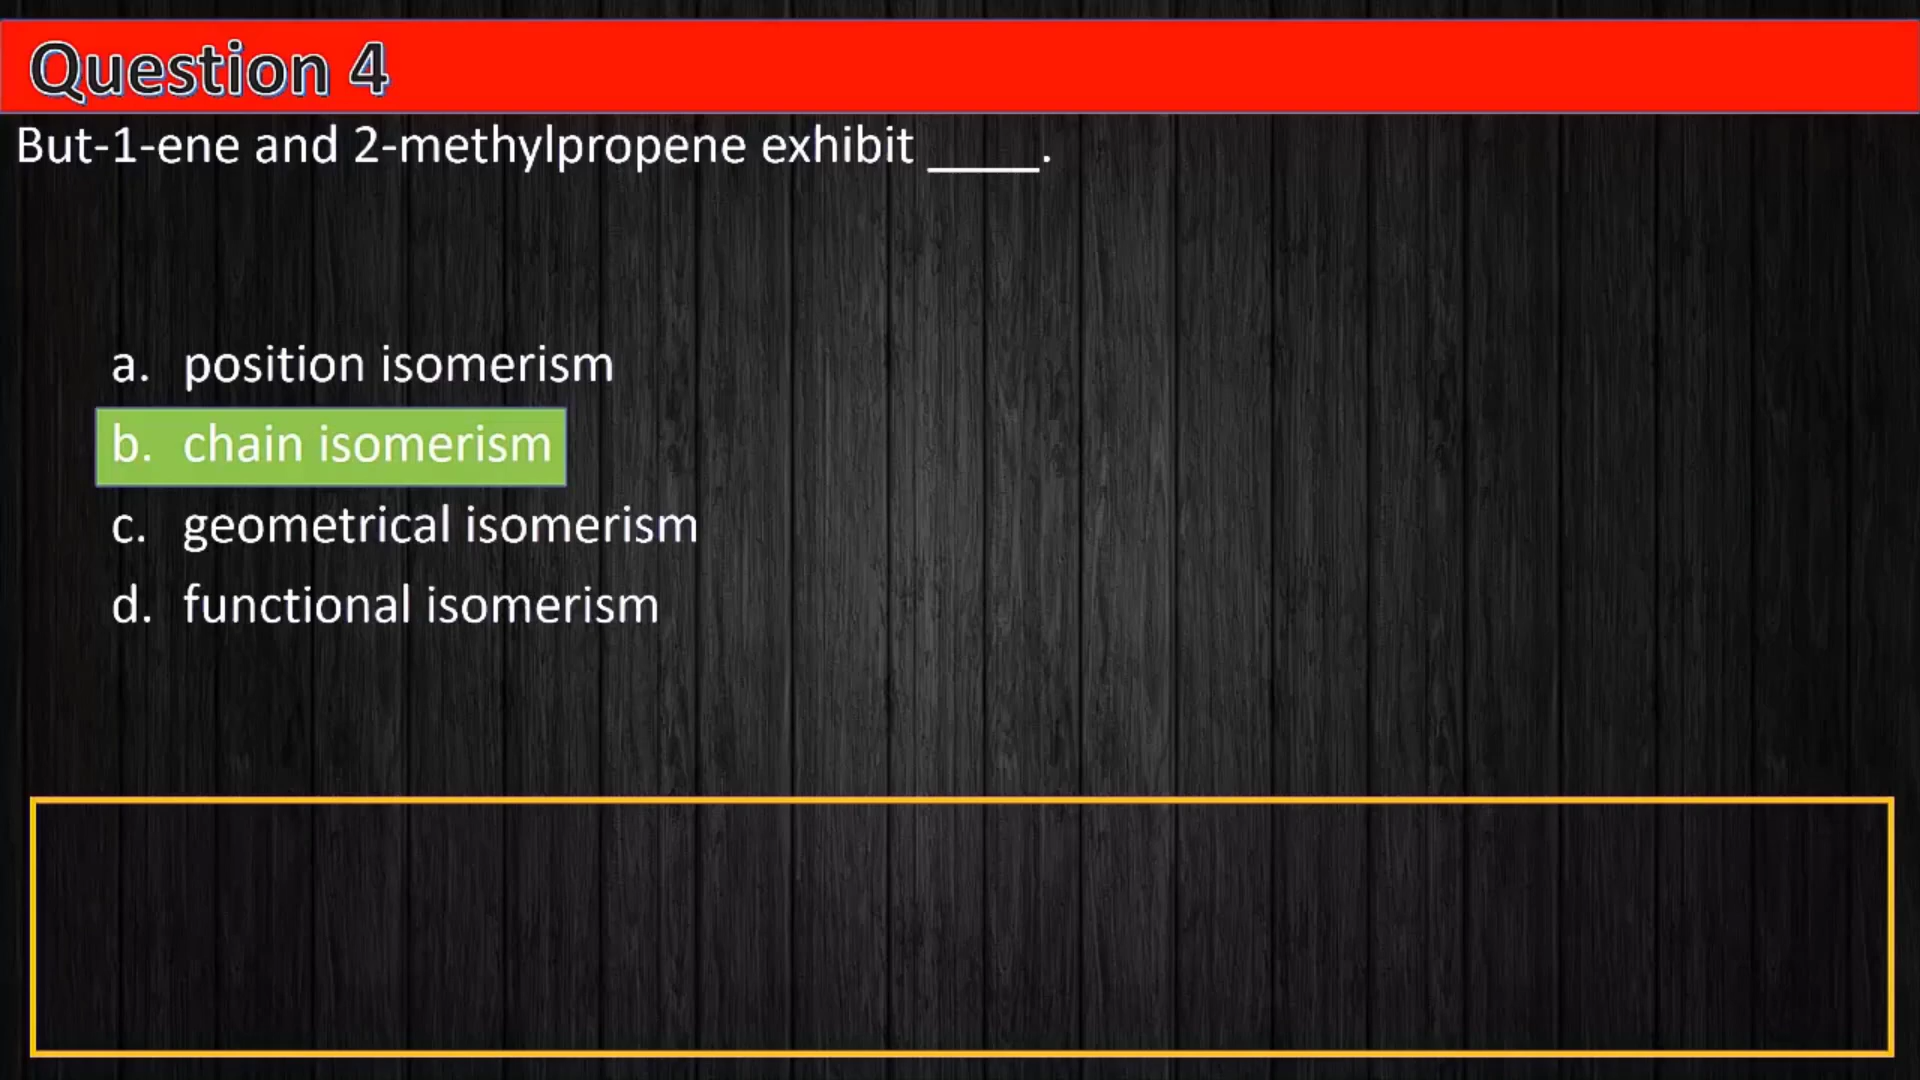 Question 4
But-1-ene and 2-methylpropene exhibit ____.
a. position isomerism
b. chain isomerism
c. geometrical isomerism
d. functional isomerism